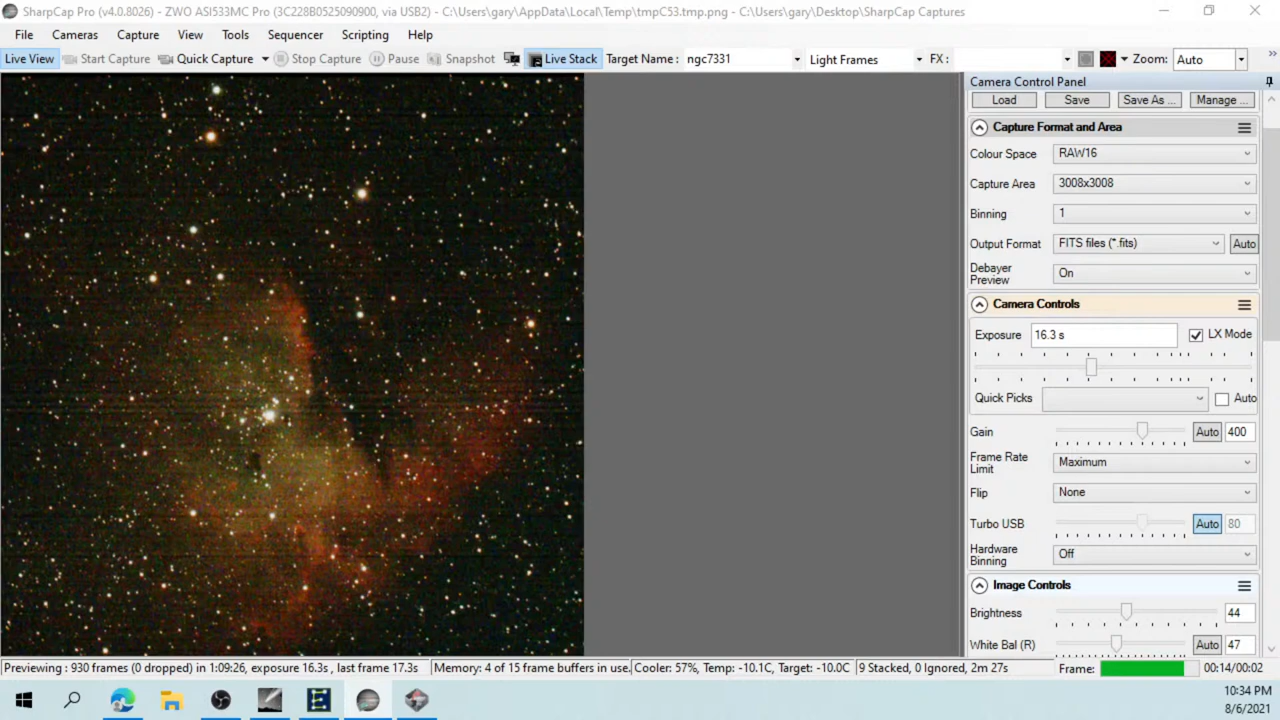 SharpCap Pro (v4.0.8026) - ZWO ASI533MC Pro (3C228B0525090900, via USB2) - C:\Users\gary\AppData\Local\Temp\tmpC53.tmp.png - C:\Users\gary\Desktop\SharpCap Captures
File Cameras Capture View Tools Sequencer Scripting Help
Live View Start Capture Quick Capture Stop Capture Pause Snapshot Live Stack Target Name : ngc7331 Light Frames FX : Zoom: Auto »
Camera Control Panel
Load Save Save As ... Manage ...
Capture Format and Area
Colour Space RAW16
Capture Area 3008x3008
Binning 1
Output Format FITS files (*.fits) Auto
Debayer
Preview On
Camera Controls
Exposure 16.3 s LX Mode
Quick Picks Auto
Gain Auto 400
Frame Rate
Limit Maximum
Flip None
Turbo USB Auto 80
Hardware
Binning Off
Image Controls
Brightness 44
White Bal (R) Auto 47
Previewing : 930 frames (0 dropped) in 1:09:26, exposure 16.3s , last frame 17.3s Memory: 4 of 15 frame buffers in use. Cooler: 57%, Temp: -10.1C, Target: -10.0C 9 Stacked, 0 Ignored, 2m 27s Frame: 00:14/00:02
10:34 PM
8/6/2021